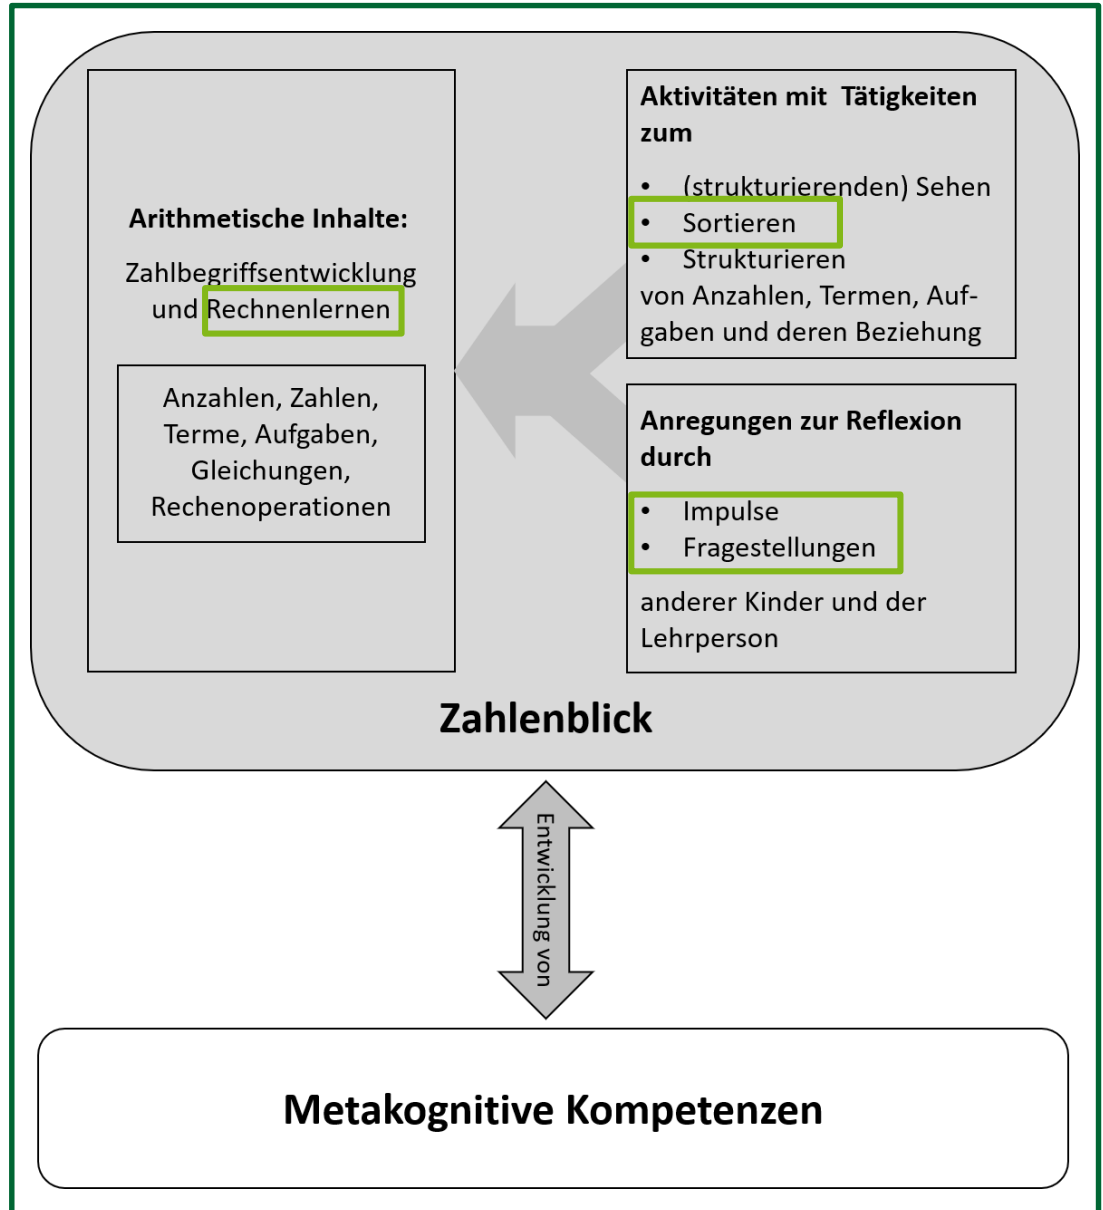 Arithmetische Inhalte:
Zahlbegriffsentwicklung
und Rechnenlernen
Anzahlen, Zahlen,
Terme, Aufgaben,
Gleichungen,
Rechenoperationen
Aktivitäten mit Tätigkeiten
zum
• (strukturierenden) Sehen
• Sortieren
• Strukturieren
von Anzahlen, Termen, Auf-
gaben und deren Beziehung
Anregungen zur Reflexion
durch
• Impulse
• Fragestellungen
anderer Kinder und der
Lehrperson
Zahlenblick
Entwicklung von
Metakognitive Kompetenzen